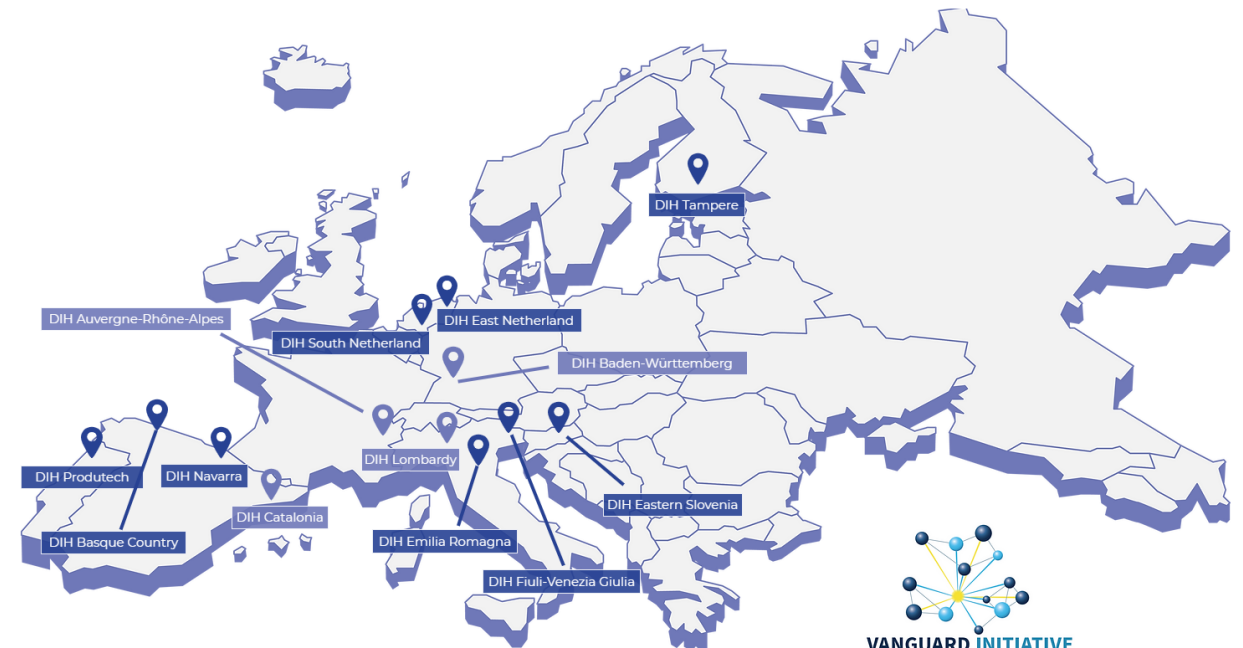 DIH Tampere
DIH East Netherland
DIH Auvergne-Rhône-Alpes
DIH South Netherland
DIH Baden-Württemberg
DIH Lombardy
DIH Produtech
DIH Navarra
DIH Eastern Slovenia
DIH Catalonia
DIH Basque Country
DIH Emilia Romagna
DIH Fiuli-Venezia Giulia
VANGUARD INITIATIVE